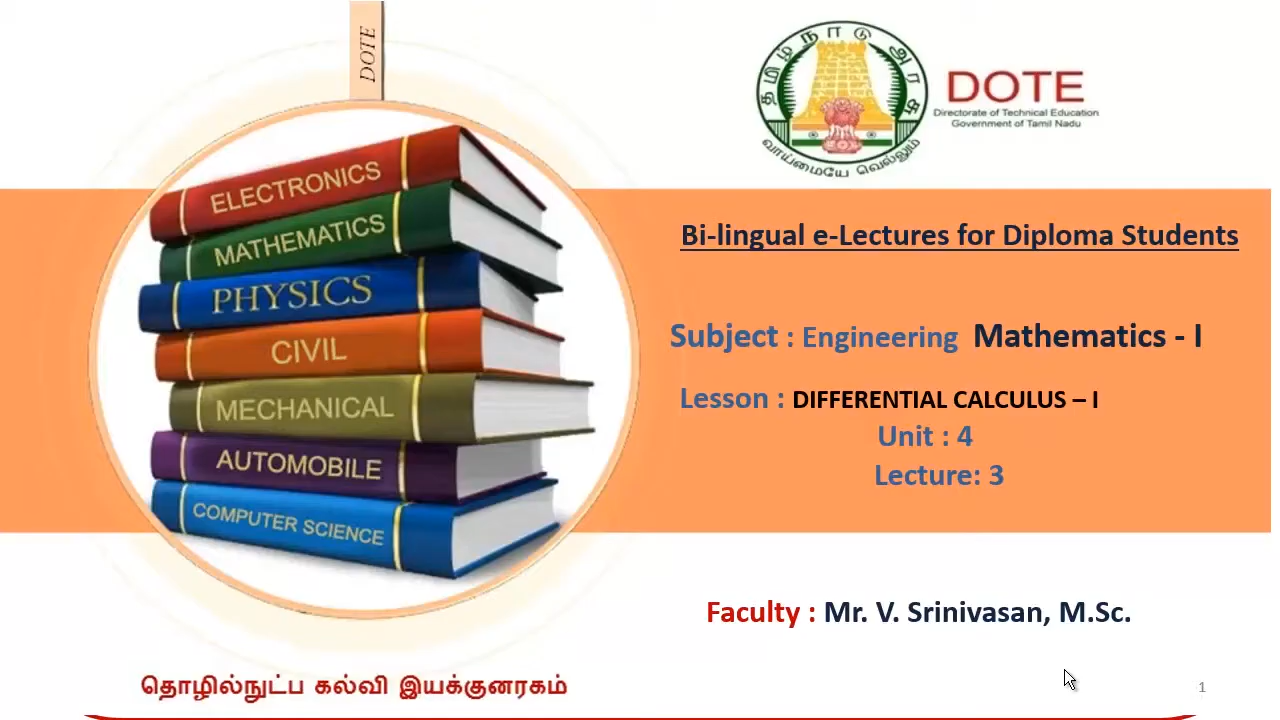 DOTE
தமிழ்நாடு அரசு
வாய்மையே வெல்லும்
DOTE
Directorate of Technical Education
Government of Tamil Nadu
ELECTRONICS
MATHEMATICS
PHYSICS
CIVIL
MECHANICAL
AUTOMOBILE
COMPUTER SCIENCE
Bi-lingual e-Lectures for Diploma Students
Subject : Engineering Mathematics - I
Lesson : DIFFERENTIAL CALCULUS – I
Unit : 4
Lecture: 3
Faculty : Mr. V. Srinivasan, M.Sc.
தொழில்நுட்ப கல்வி இயக்குனரகம்
1